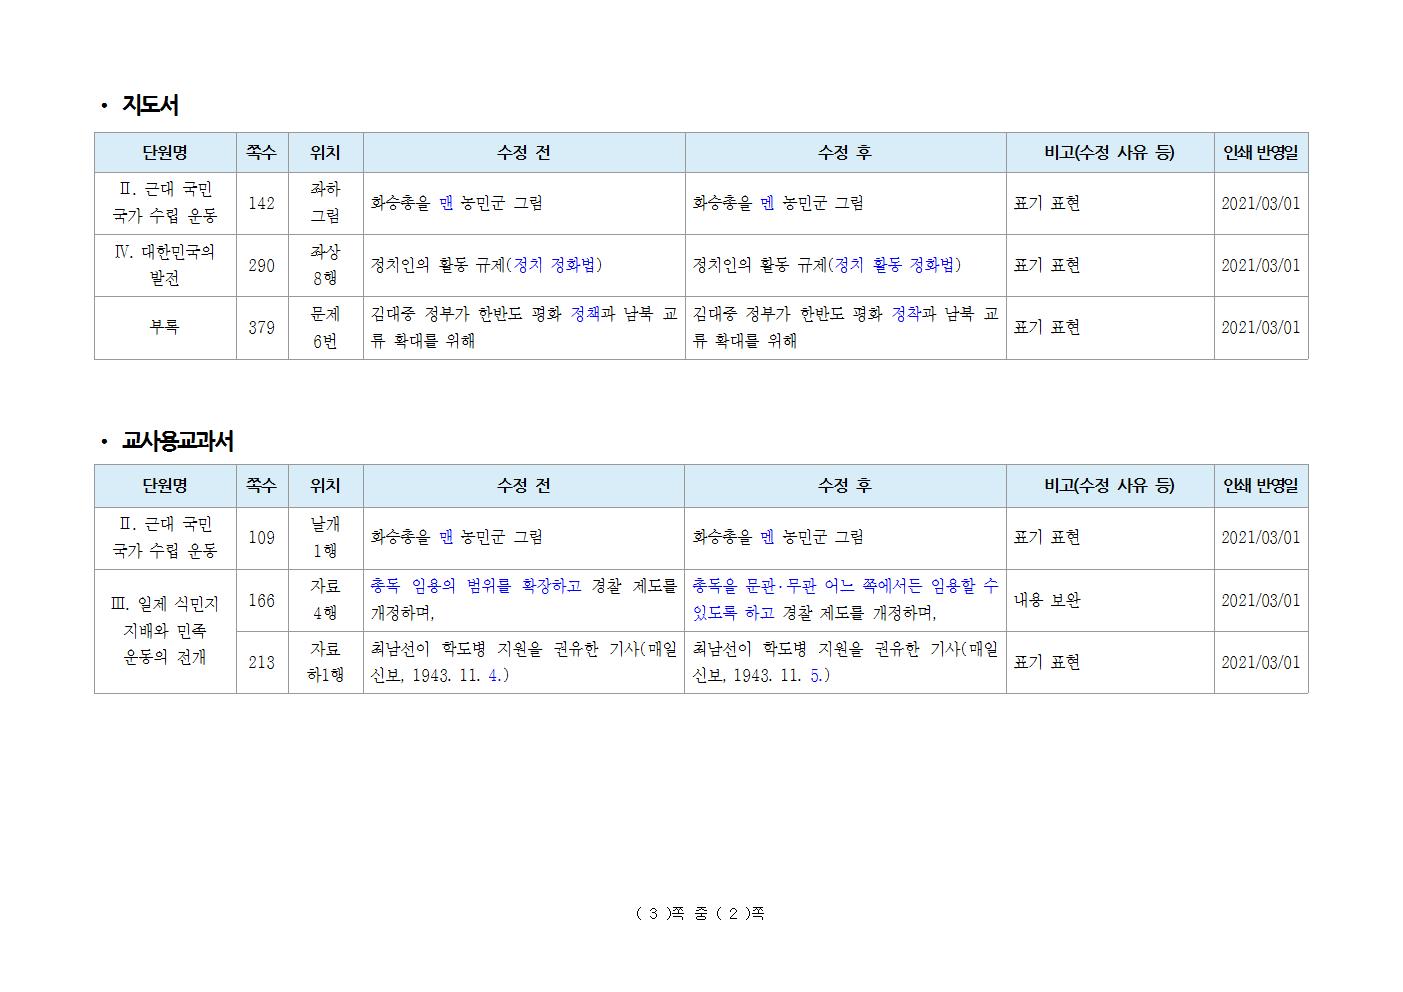 • 지도서
단원명 쪽수 위치 수정 전 수정 후 비고(수정 사유 등) 인쇄 반영일
Ⅱ. 근대 국민
국가 수립 운동
142
좌하
그림
화승총을 맨 농민군 그림
화승총을 멘 농민군 그림
표기 표현
2021/03/01
Ⅳ. 대한민국의
발전
290
좌상
8행
정치인의 활동 규제(정치 정화법)
정치인의 활동 규제(정치 활동 정화법)
표기 표현
2021/03/01
부록
379
문제
6번
김대중 정부가 한반도 평화 정책과 남북 교
류 확대를 위해
김대중 정부가 한반도 평화 정착과 남북 교
류 확대를 위해
표기 표현
2021/03/01
• 교사용교과서
단원명 쪽수 위치 수정 전 수정 후 비고(수정 사유 등) 인쇄 반영일
Ⅱ. 근대 국민
국가 수립 운동
109
날개
1행
화승총을 맨 농민군 그림
화승총을 멘 농민군 그림
표기 표현
2021/03/01
Ⅲ. 일제 식민지
지배와 민족
운동의 전개
166
자료
4행
총독 임용의 범위를 확장하고 경찰 제도를
개정하며,
총독을 문관·무관 어느 쪽에서든 임용할 수
있도록 하고 경찰 제도를 개정하며,
내용 보완
2021/03/01
213
자료
하1행
최남선이 학도병 지원을 권유한 기사(매일
신보, 1943. 11. 4.)
최남선이 학도병 지원을 권유한 기사(매일
신보, 1943. 11. 5.)
표기 표현
2021/03/01
( 3 )쪽 중 ( 2 )쪽